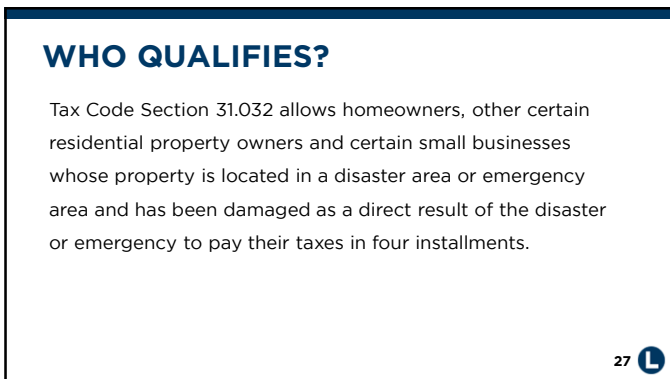 WHO QUALIFIES?
Tax Code Section 31.032 allows homeowners, other certain
residential property owners and certain small businesses
whose property is located in a disaster area or emergency
area and has been damaged as a direct result of the disaster
or emergency to pay their taxes in four installments.
27 L